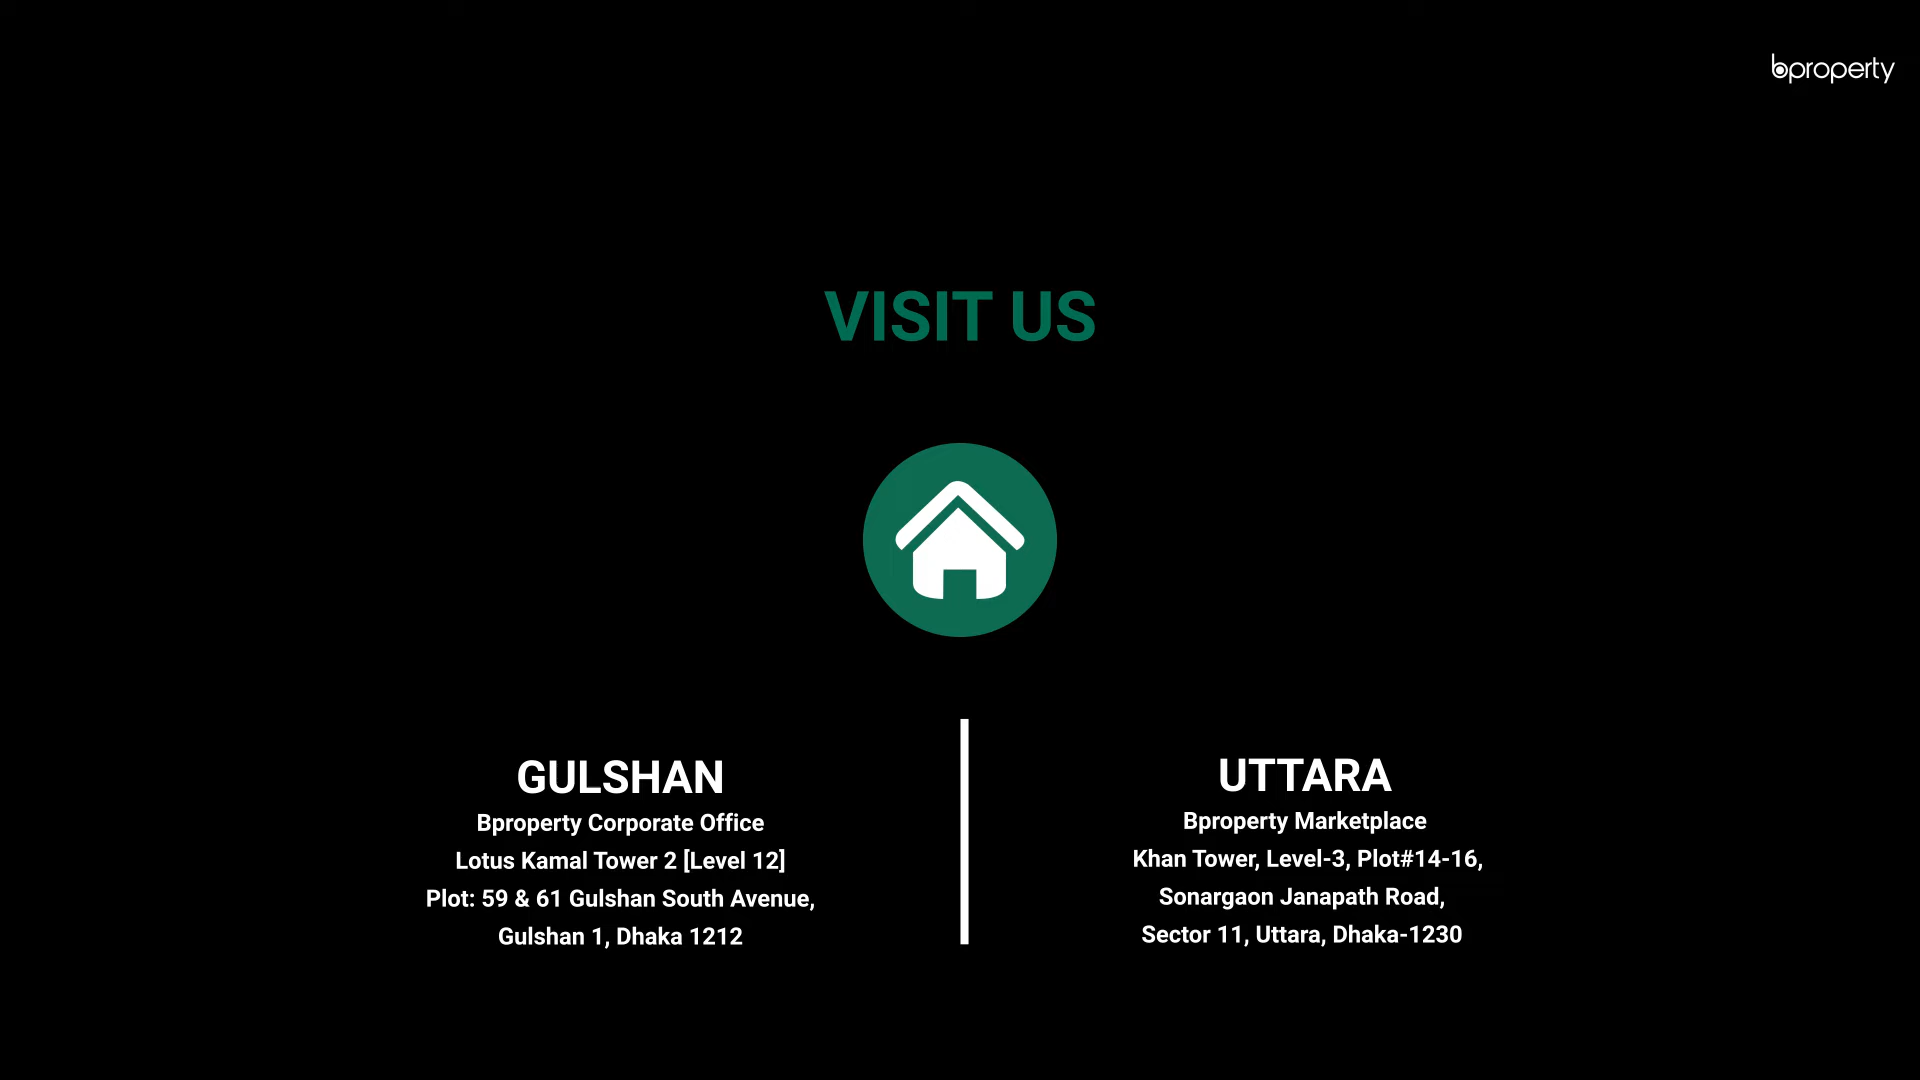 bproperty
VISIT US
GULSHAN
Bproperty Corporate Office
Lotus Kamal Tower 2 [Level 12]
Plot: 59 & 61 Gulshan South Avenue,
Gulshan 1, Dhaka 1212
UTTARA
Bproperty Marketplace
Khan Tower, Level-3, Plot#14-16,
Sonargaon Janapath Road,
Sector 11, Uttara, Dhaka-1230